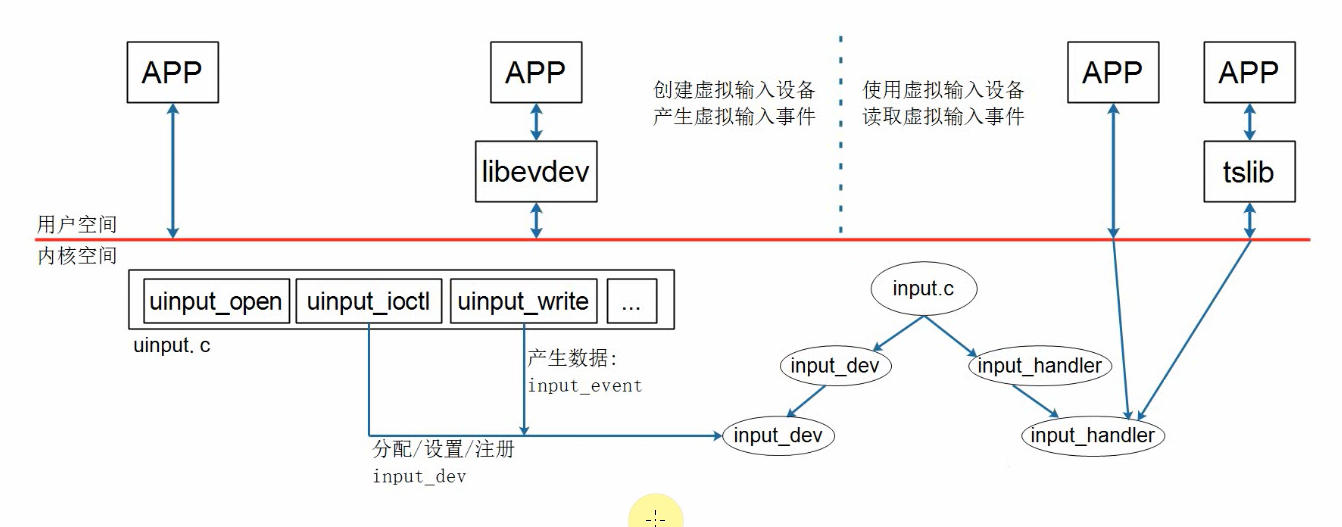 APP
APP
APP
APP
创建虚拟输入设备
产生虚拟输入事件
使用虚拟输入设备
读取虚拟输入事件
libevdev
tslib
用户空间
内核空间
uinput_open
uinput_ioctl
uinput_write
...
uinput.c
input.c
产生数据:
input_event
input_dev
input_handler
分配/设置/注册
input_dev
input_dev
input_handler